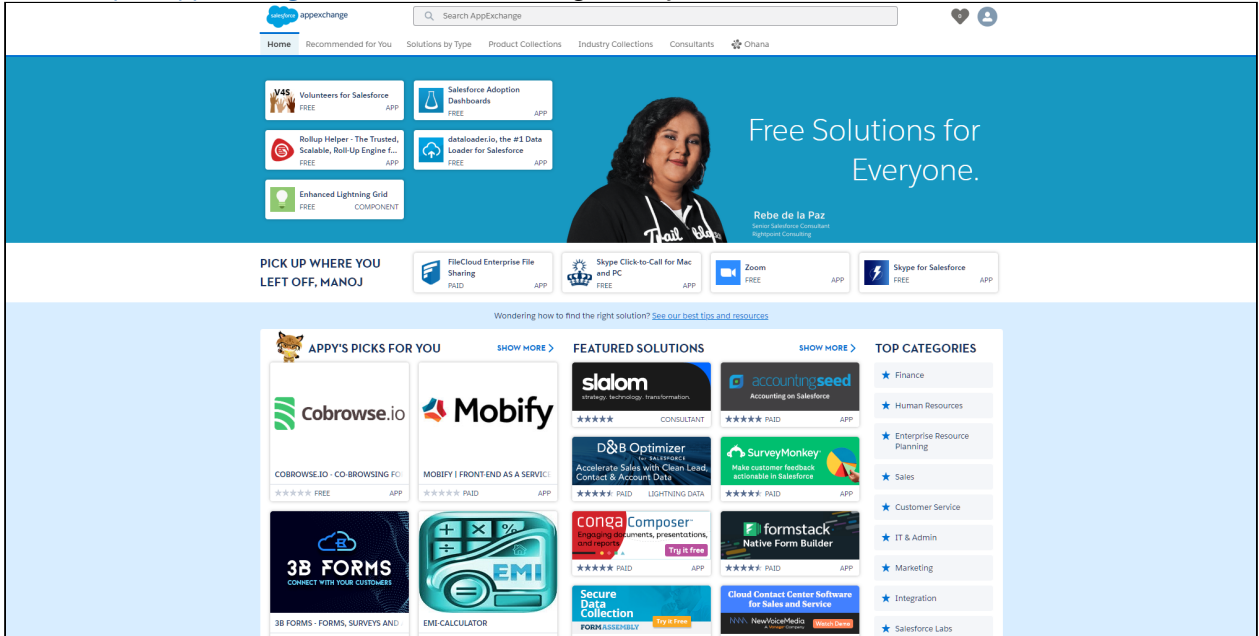 salesforce appexchange
Search AppExchange
Home Recommended for You Solutions by Type Product Collections Industry Collections Consultants Ohana
V4S
Volunteers for Salesforce
FREE APP
Salesforce Adoption
Dashboards
FREE APP
Rollup Helper - The Trusted,
Scalable, Roll-Up Engine f...
FREE APP
dataloader.io, the #1 Data
Loader for Salesforce
FREE APP
Enhanced Lightning Grid
FREE COMPONENT
Free Solutions for
Everyone.
Rebe de la Paz
Senior Salesforce Consultant
Rightpoint Consulting
PICK UP WHERE YOU
LEFT OFF, MANOJ
FileCloud Enterprise File
Sharing
PAID APP
Skype Click-to-Call for Mac
and PC
FREE APP
Zoom
FREE APP
Skype for Salesforce
FREE APP
Wondering how to find the right solution? See our best tips and resources
APPY'S PICKS FOR YOU SHOW MORE
Cobrowse.io
COBROWSE.IO - CO-BROWSING FO
FREE APP
Mobify
MOBIFY | FRONT-END AS A SERVIC
PAID APP
3B FORMS
CONNECT WITH YOUR CUSTOMERS
3B FORMS - FORMS, SURVEYS AND
EMI
EMI-CALCULATOR
FEATURED SOLUTIONS SHOW MORE
slalom
strategy. technology. transformation.
CONSULTANT
accountingseed
Accounting on Salesforce
PAID APP
D&B Optimizer
for SALESFORCE
Accelerate Sales with Clean Lead,
Contact & Account Data
PAID LIGHTNING DATA
SurveyMonkey
Make customer feedback
actionable in Salesforce
PAID APP
conga Composer
Engaging documents, presentations,
and reports
Try it free
PAID APP
formstack
Native Form Builder
PAID APP
Secure
Data
Collection
FORMASSEMBLY
Try it Free
Cloud Contact Center Software
for Sales and Service
NewVoiceMedia
A Vonage Company
Watch Demo
TOP CATEGORIES
Finance
Human Resources
Enterprise Resource
Planning
Sales
Customer Service
IT & Admin
Marketing
Integration
Salesforce Labs